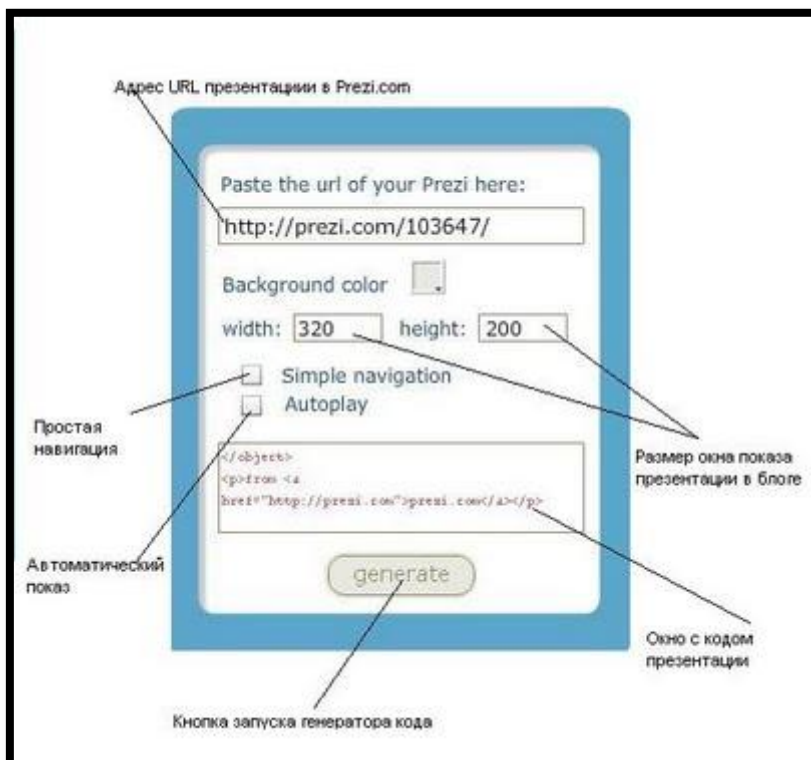 Адрес URL презентациии в Prezi.com
Paste the url of your Prezi here:
http://prezi.com/103647/
Background color
width: 320 height: 200
Simple navigation
Autoplay
Простая
навигация
Размер окна показа
презентации в блоге
</object>
<p>from <a
href="http://prezi.com">prezi.com</a></p>
Автоматический
показ
generate
Окно с кодом
презентации
Кнопка запуска генератора кода